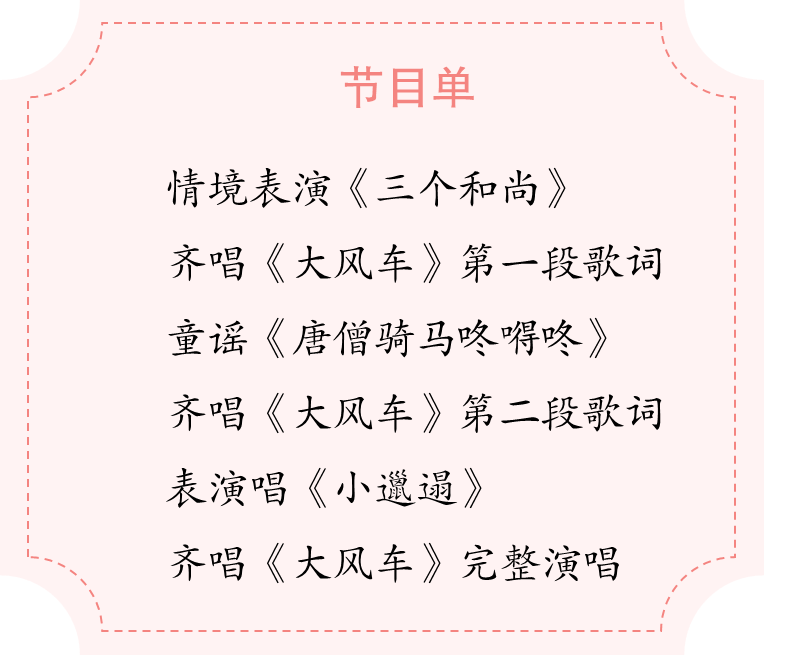 节目单
情境表演《三个和尚》
齐唱《大风车》第一段歌词
童谣《唐僧骑马咚嘚咚》
齐唱《大风车》第二段歌词
表演唱《小邋遢》
齐唱《大风车》完整演唱